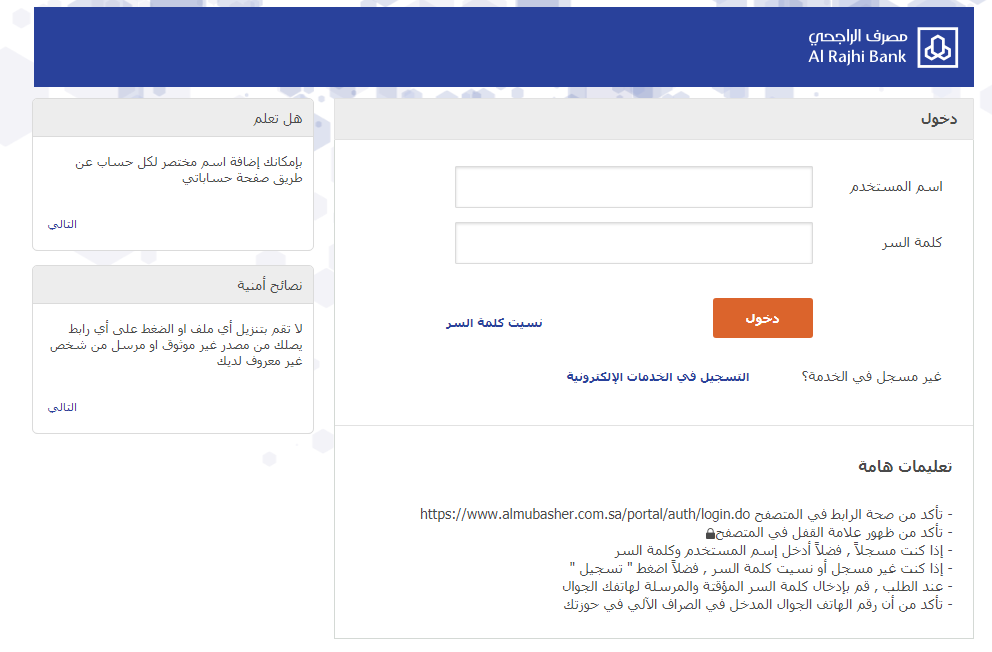 مصرف الراجحي
Al Rajhi Bank
دخول
اسم المستخدم
كلمة السر
دخول
نسيت كلمة السر
غير مسجل في الخدمة؟
التسجيل في الخدمات الإلكترونية
تعليمات هامة
- تأكد من صحة الرابط في المتصفح https://www.almubasher.com.sa/portal/auth/login.do
- تأكد من ظهور علامة القفل في المتصفح
- إذا كنت مسجلاً , فضلاً أدخل إسم المستخدم وكلمة السر
- إذا كنت غير مسجل أو نسيت كلمة السر , فضلاً اضغط " تسجيل "
- عند الطلب , قم بإدخال كلمة السر المؤقتة والمرسلة لهاتفك الجوال
- تأكد من أن رقم الهاتف الجوال المدخل في الصراف الآلي في حوزتك
هل تعلم
بإمكانك إضافة اسم مختصر لكل حساب عن
طريق صفحة حساباتي
التالي
نصائح أمنية
لا تقم بتنزيل أي ملف او الضغط على أي رابط
يصلك من مصدر غير موثوق او مرسل من شخص
غير معروف لديك
التالي